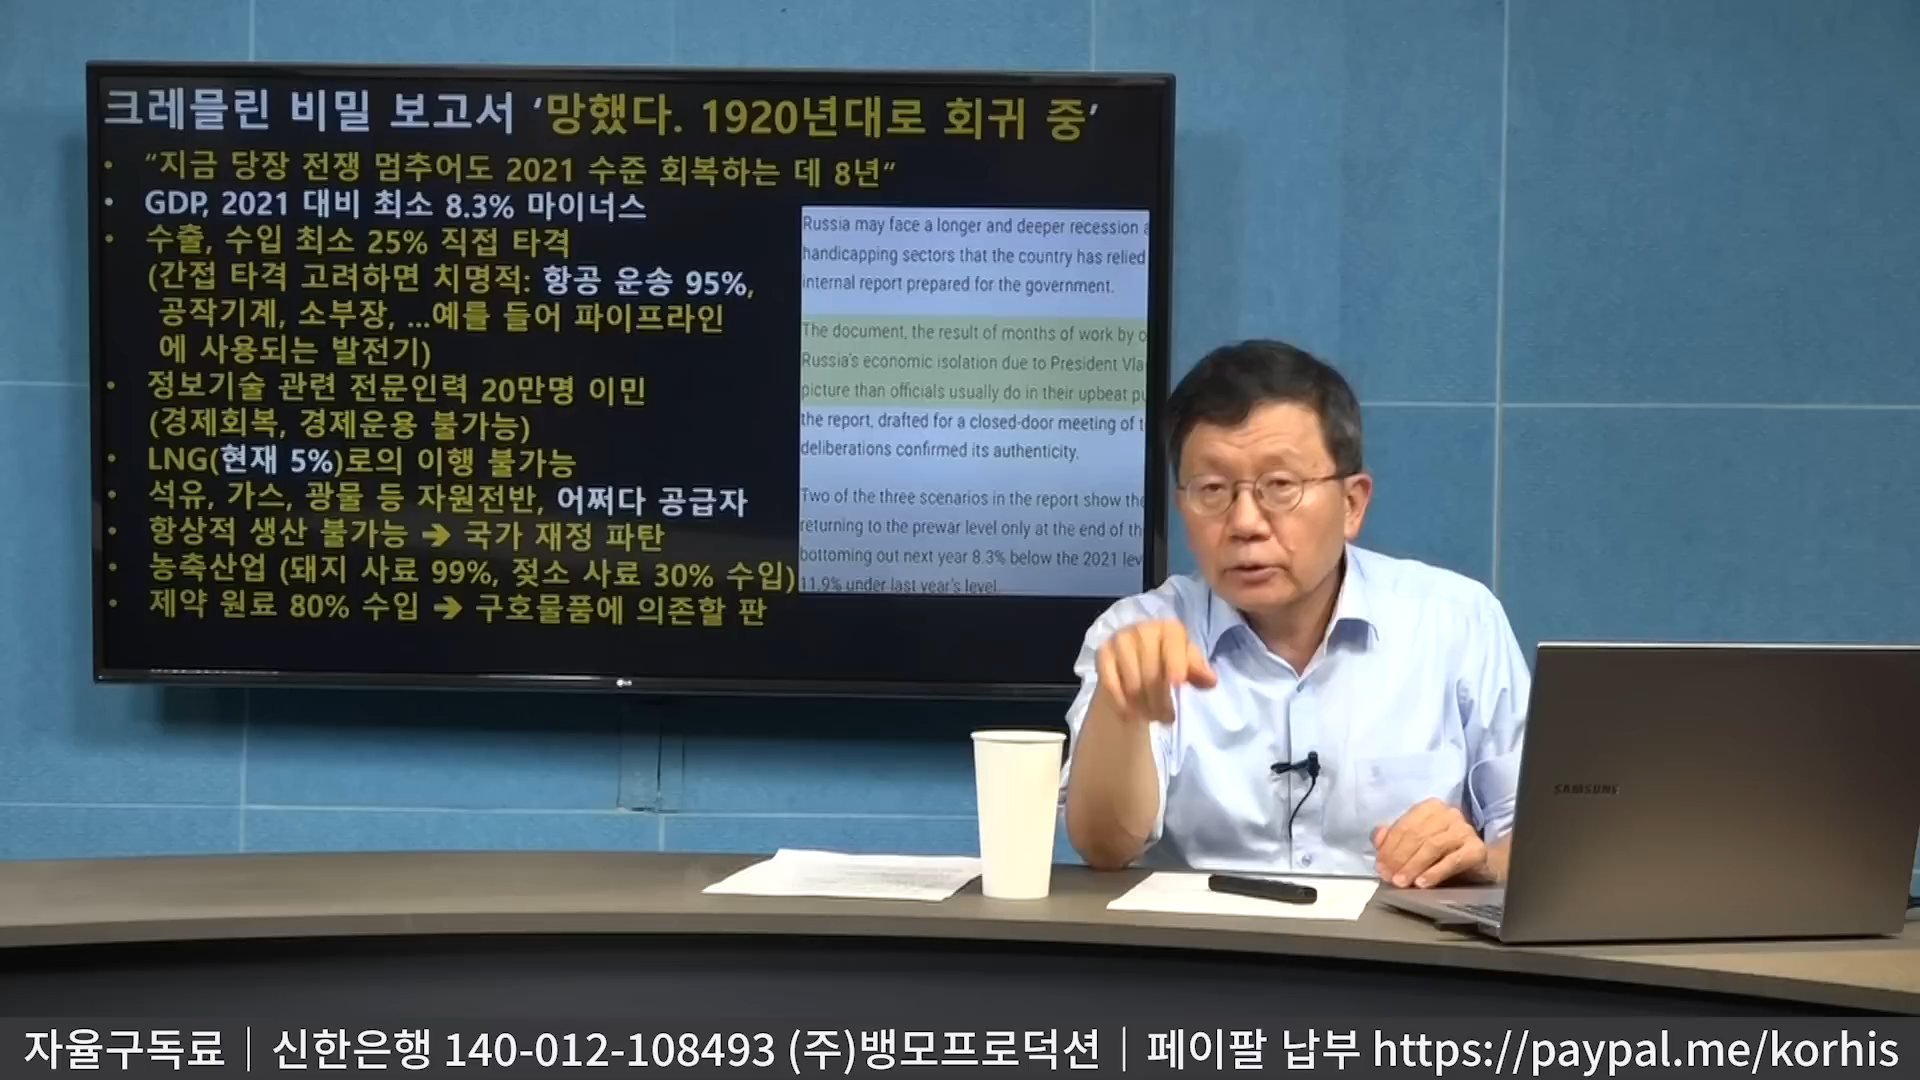 크레믈린 비밀 보고서 ‘망했다. 1920년대로 회귀 중’
• “지금 당장 전쟁 멈추어도 2021 수준 회복하는 데 8년“
• GDP, 2021 대비 최소 8.3% 마이너스
• 수출, 수입 최소 25% 직접 타격
(간접 타격 고려하면 치명적: 항공 운송 95%,
공작기계, 소부장, ...예를 들어 파이프라인
에 사용되는 발전기)
• 정보기술 관련 전문인력 20만명 이민
(경제회복, 경제운용 불가능)
• LNG(현재 5%)로의 이행 불가능
• 석유, 가스, 광물 등 자원전반, 어쩌다 공급자
• 항상적 생산 불가능 ➔ 국가 재정 파탄
• 농축산업 (돼지 사료 99%, 젖소 사료 30% 수입)
• 제약 원료 80% 수입 ➔ 구호물품에 의존할 판
Russia may face a longer and deeper recession
handicapping sectors that the country has relied
internal report prepared for the government.
The document, the result of months of work by
Russia's economic isolation due to President
picture than officials usually do in their upbeat
the report, drafted for a closed-door meeting of
deliberations confirmed its authenticity.
Two of the three scenarios in the report show
returning to the prewar level only at the end of
bottoming out next year 8.3% below the 2021
11.9% under last year's level.
LG
SAMSUNG
자율구독료│신한은행 140-012-108493 (주)뱅모프로덕션│페이팔 납부 https://paypal.me/korhis